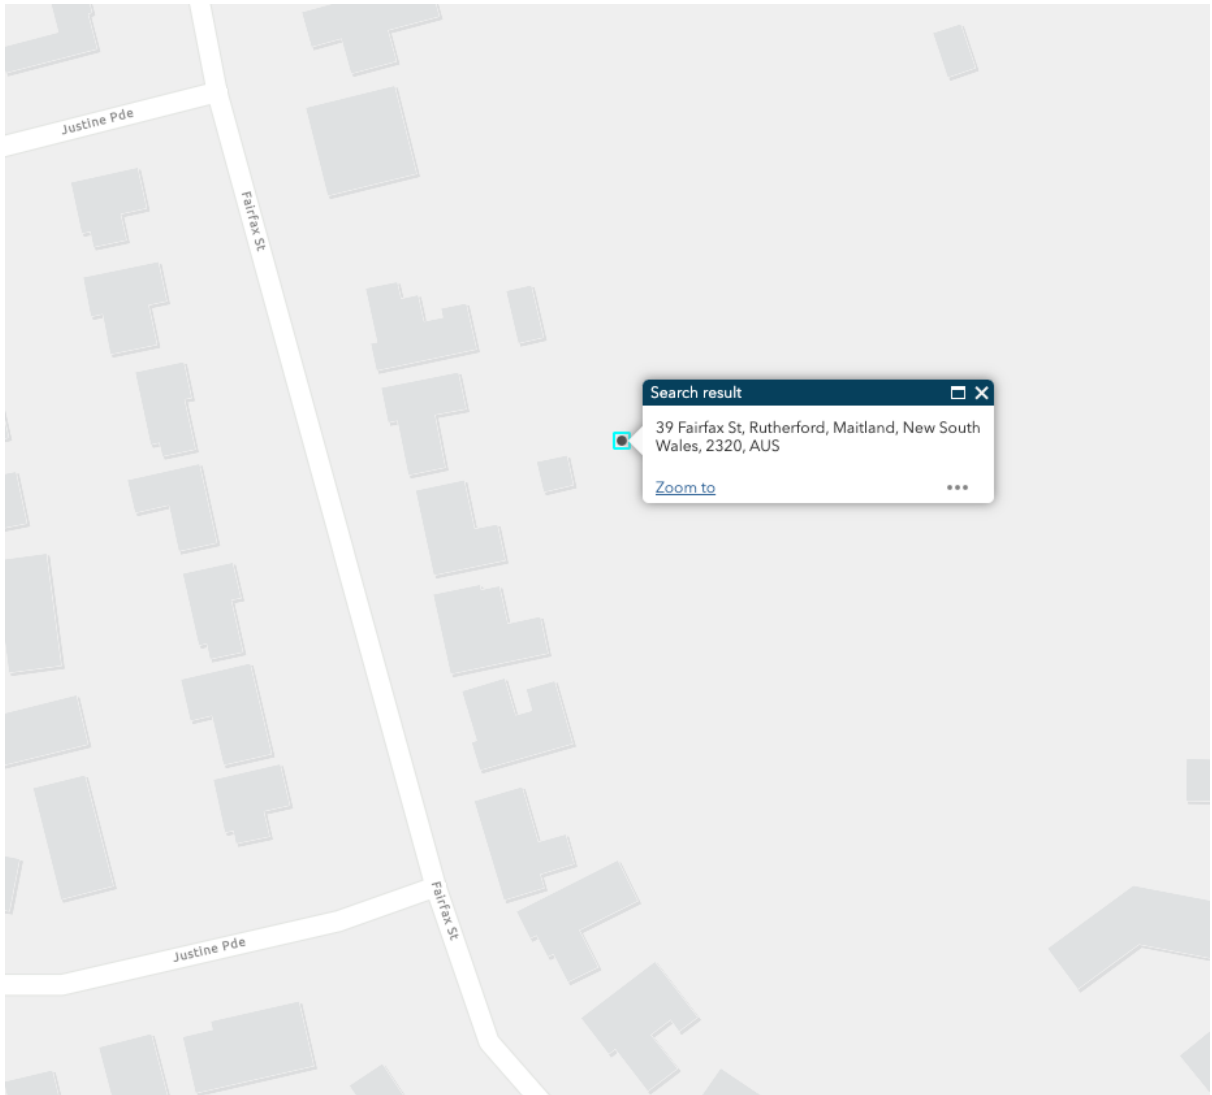 Justine Pde
Fairfax St
Search result
39 Fairfax St, Rutherford, Maitland, New South
Wales, 2320, AUS
Zoom to
Fairfax St
Justine Pde